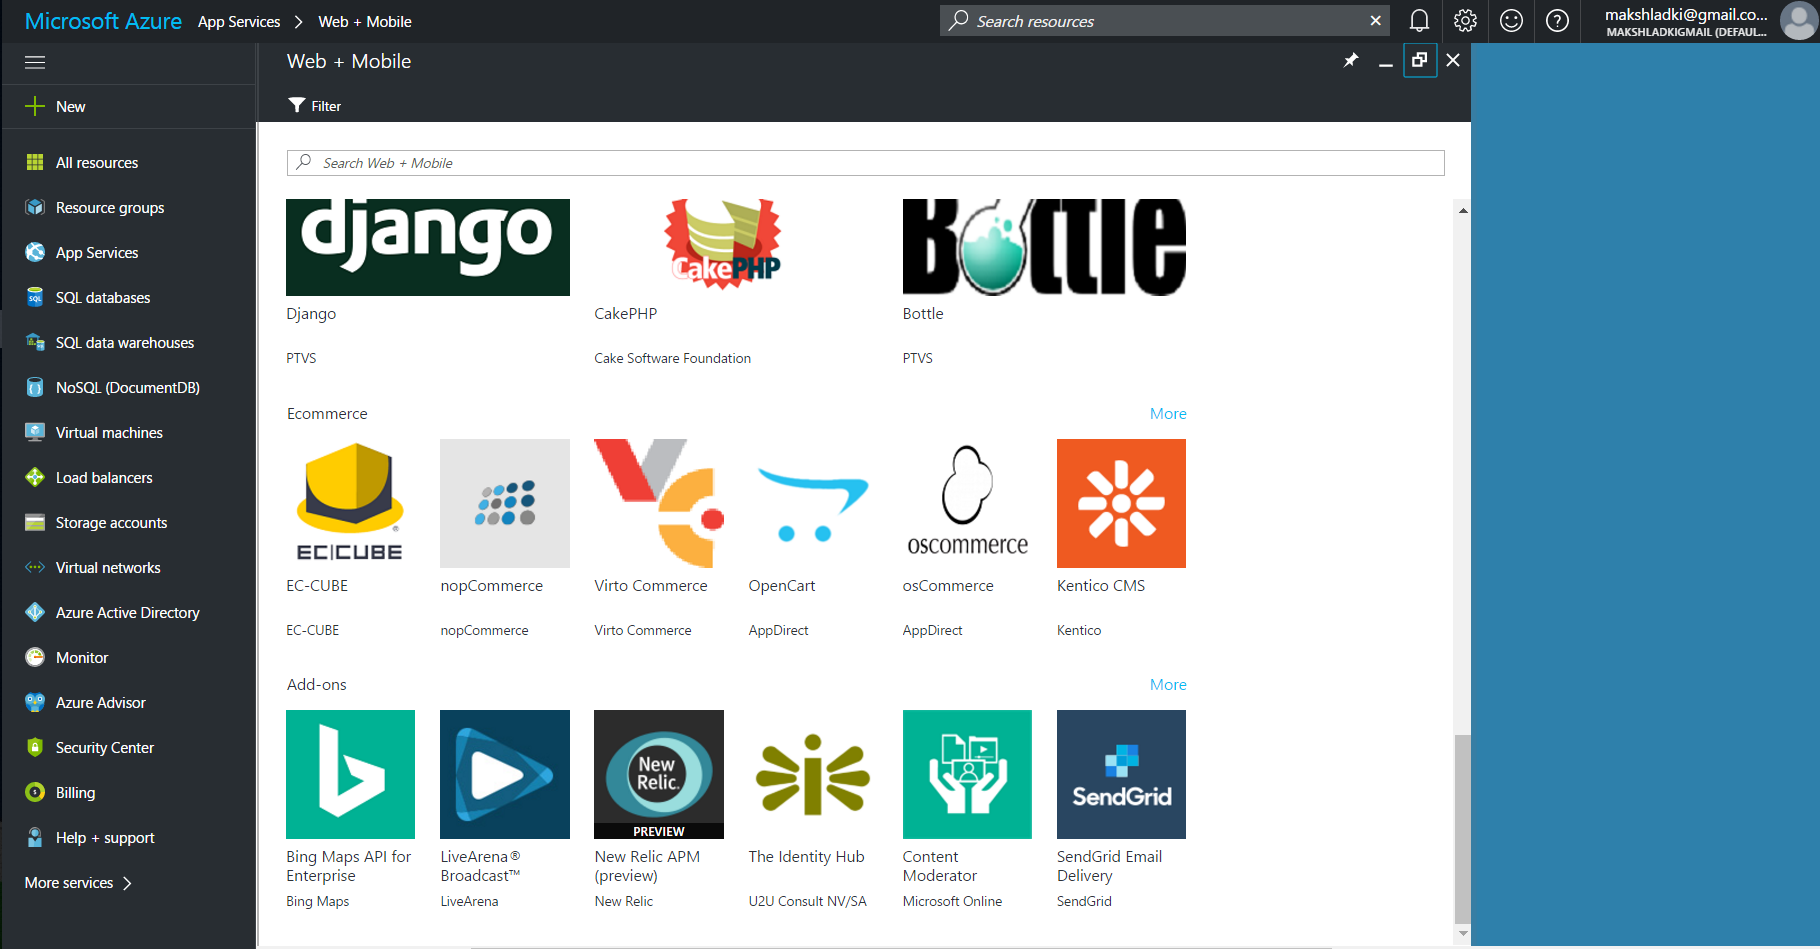 Microsoft Azure App Services Web + Mobile
Search resources
makshladki@gmail.co...
MAKSHLADKIGMAIL (DEFAUL...
New
All resources
Resource groups
App Services
SQL databases
SQL data warehouses
NoSQL (DocumentDB)
Virtual machines
Load balancers
Storage accounts
Virtual networks
Azure Active Directory
Monitor
Azure Advisor
Security Center
Billing
Help + support
More services
Web + Mobile
Filter
Search Web + Mobile
django
CakePHP
Bottle
Django
CakePHP
Bottle
PTVS
Cake Software Foundation
PTVS
Ecommerce
More
EC|CUBE
oscommerce
EC-CUBE
nopCommerce
Virto Commerce
OpenCart
osCommerce
Kentico CMS
EC-CUBE
nopCommerce
Virto Commerce
AppDirect
AppDirect
Kentico
Add-ons
More
New
Relic.
PREVIEW
SendGrid
Bing Maps API for
Enterprise
Bing Maps
LiveArena®
Broadcast™
LiveArena
New Relic APM
(preview)
New Relic
The Identity Hub
U2U Consult NV/SA
Content
Moderator
Microsoft Online
SendGrid Email
Delivery
SendGrid